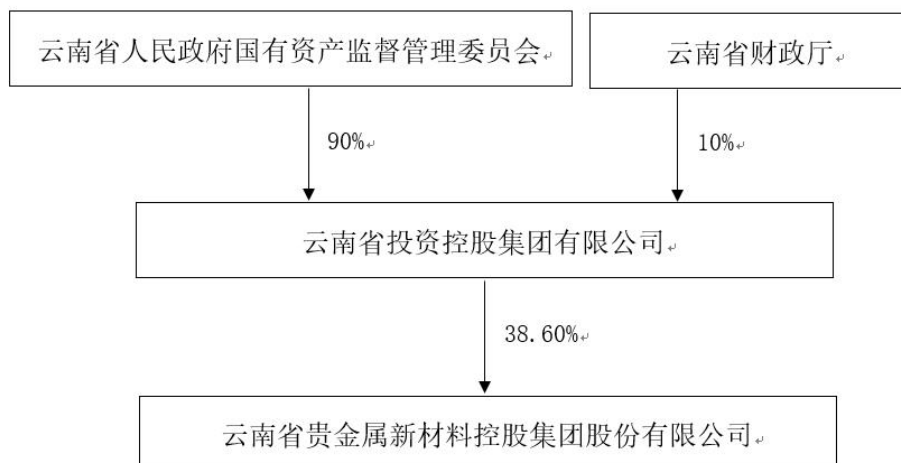 云南省人民政府国有资产监督管理委员会
云南省财政厅
90%
10%
云南省投资控股集团有限公司
38.60%
云南省贵金属新材料控股集团股份有限公司